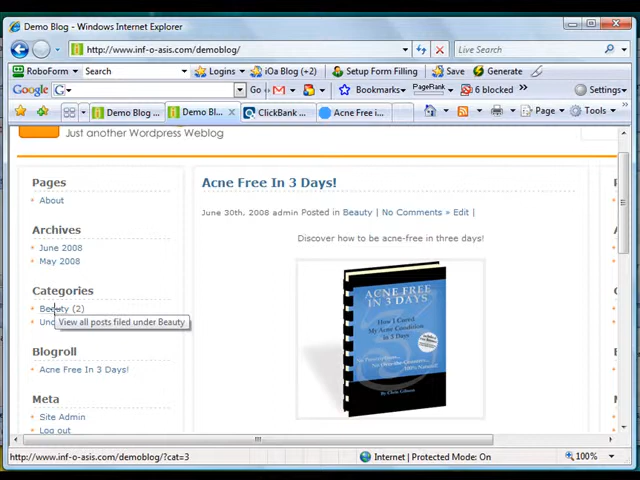 Demo Blog - Windows Internet Explorer
http://www.inf-o-asis.com/demoblog/
Live Search
RoboForm Search Logins iOa Blog (+2) Setup Form Filling Save Generate
Google G Go Bookmarks PageRank 6 blocked Settings
Demo Blog ... Demo Bl... ClickBank ... Acne Free i... Page Tools
Just another Wordpress Weblog
Pages
About
Archives
June 2008
May 2008
Categories
Beauty (2)
Unc
View all posts filed under Beauty
Blogroll
Acne Free In 3 Days!
Meta
Site Admin
Log out
Acne Free In 3 Days!
June 30th, 2008 admin Posted in Beauty | No Comments » Edit |
Discover how to be acne-free in three days!
ACNE FREE
IN 3 DAYS
How I Cured
My Acne Condition
in 3 Days
By Chris Gibson
http://www.inf-o-asis.com/demoblog/?cat=3
Internet | Protected Mode: On
100%